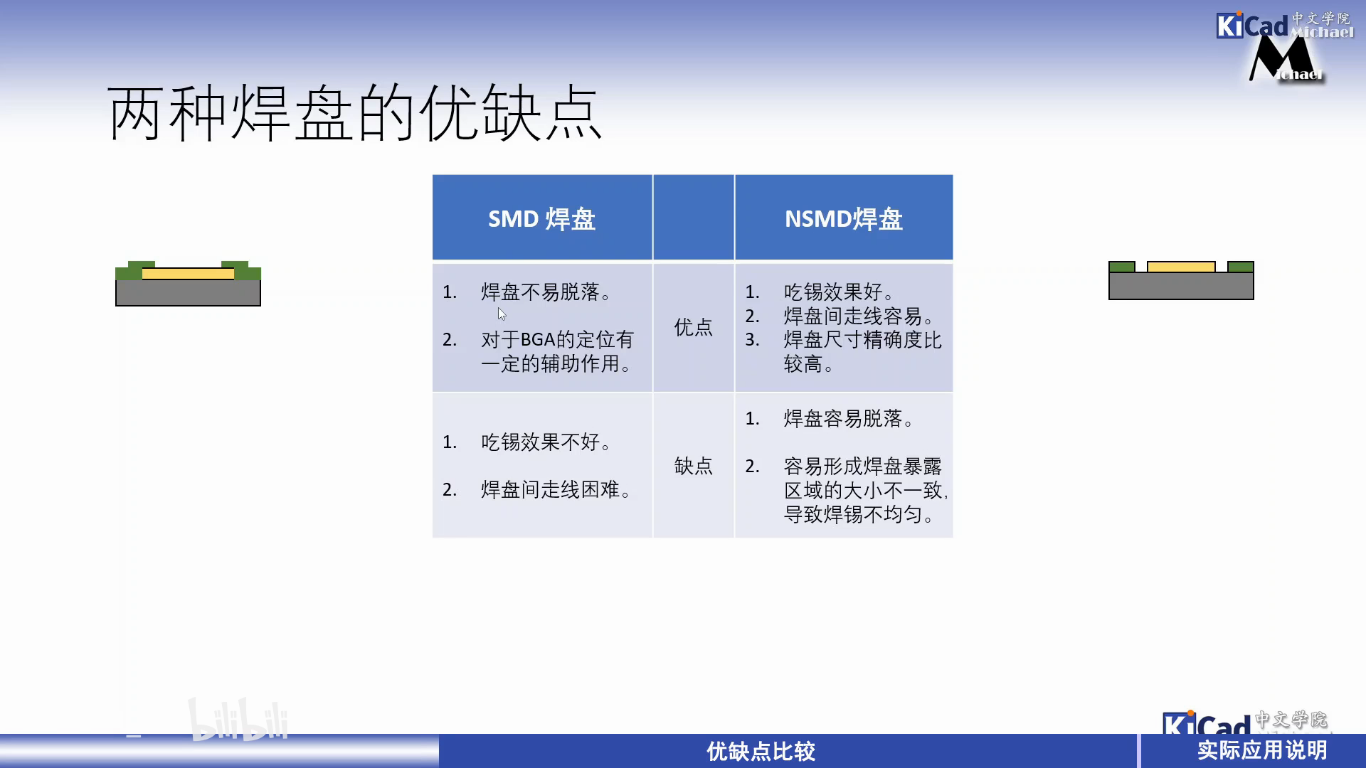 KiCad 中文学院
Michael
Michael
两种焊盘的优缺点
SMD 焊盘
NSMD焊盘
1. 焊盘不易脱落。
2. 对于BGA的定位有
一定的辅助作用。
优点
1. 吃锡效果好。
2. 焊盘间走线容易。
3. 焊盘尺寸精确度比
较高。
1. 吃锡效果不好。
2. 焊盘间走线困难。
缺点
1. 焊盘容易脱落。
2. 容易形成焊盘暴露
区域的大小不一致,
导致焊锡不均匀。
bilibili
KiCad 中文学院
优缺点比较
实际应用说明